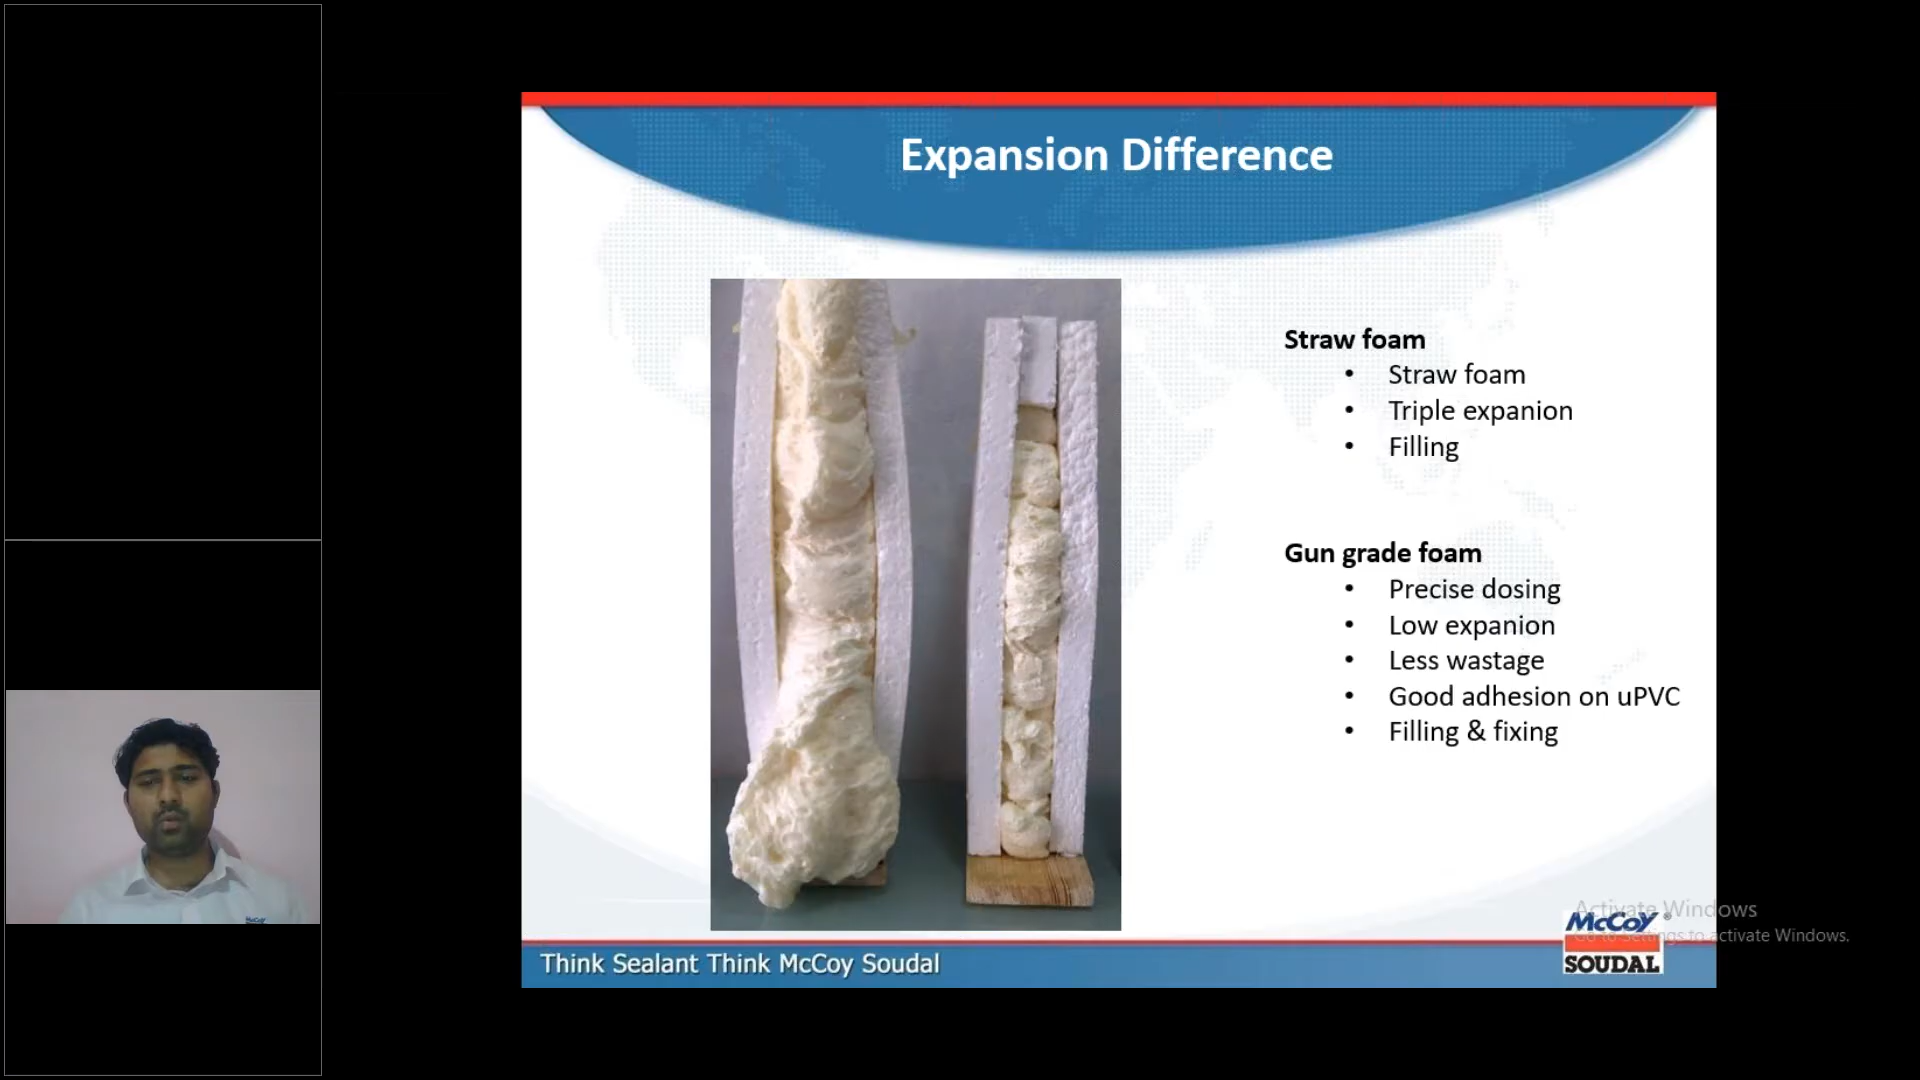 Expansion Difference
Straw foam
• Straw foam
• Triple expanion
• Filling
Gun grade foam
• Precise dosing
• Low expanion
• Less wastage
• Good adhesion on uPVC
• Filling & fixing
Think Sealant Think McCoy Soudal
McCoy ®
SOUDAL
Activate Windows
Go to Settings to activate Windows.
McCoy